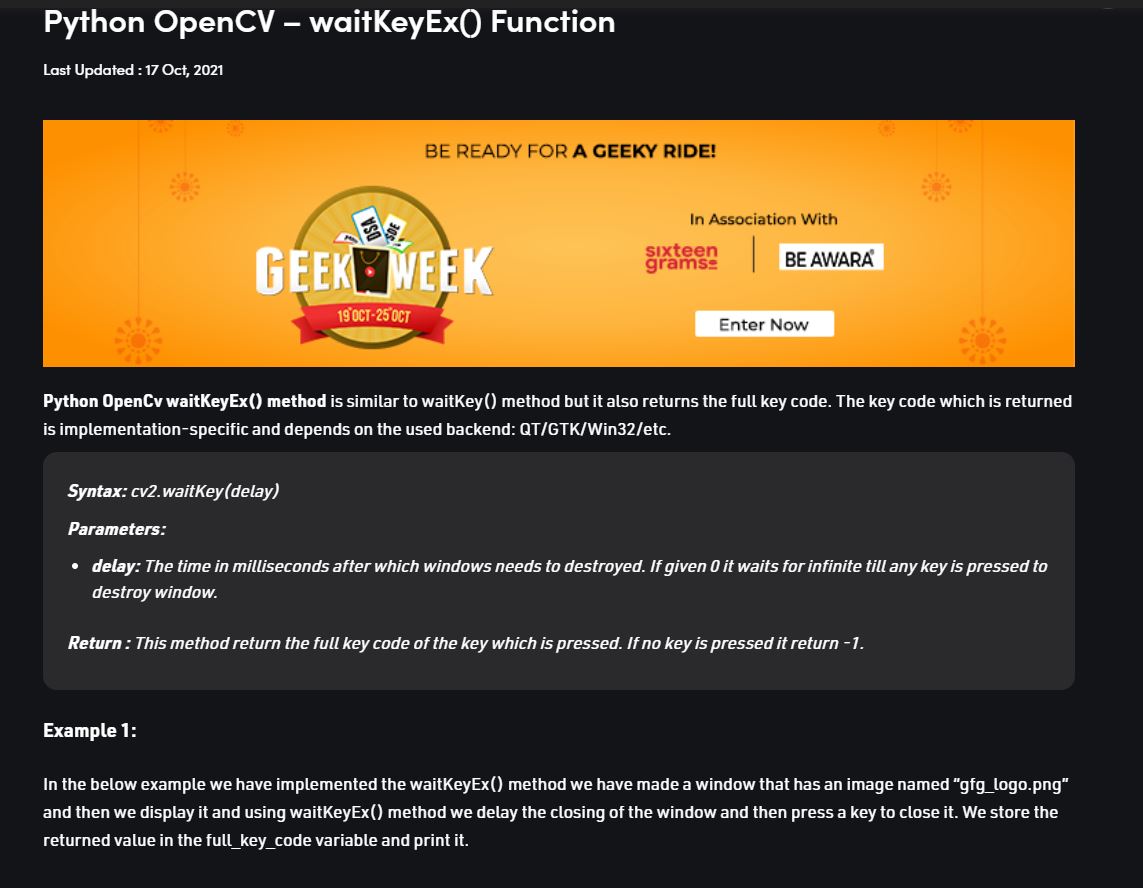 Python OpenCV – waitKeyEx() Function
Last Updated : 17 Oct, 2021
BE READY FOR A GEEKY RIDE!
DSA
SDE
GEEK WEEK
19th OCT-25th OCT
In Association With
sixteen
grams
BE AWARA
Enter Now
Python OpenCv waitKeyEx() method is similar to waitKey() method but it also returns the full key code. The key code which is returned
is implementation-specific and depends on the used backend: QT/GTK/Win32/etc.
Syntax: cv2.waitKey(delay)
Parameters:
• delay: The time in milliseconds after which windows needs to destroyed. If given 0 it waits for infinite till any key is pressed to
destroy window.
Return : This method return the full key code of the key which is pressed. If no key is pressed it return -1.
Example 1:
In the below example we have implemented the waitKeyEx() method we have made a window that has an image named “gfg_logo.png”
and then we display it and using waitKeyEx() method we delay the closing of the window and then press a key to close it. We store the
returned value in the full_key_code variable and print it.